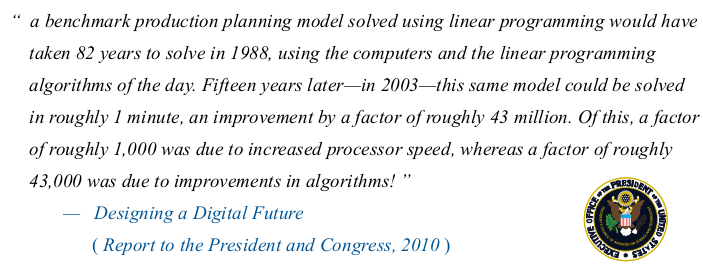 “ a benchmark production planning model solved using linear programming would have
taken 82 years to solve in 1988, using the computers and the linear programming
algorithms of the day. Fifteen years later—in 2003—this same model could be solved
in roughly 1 minute, an improvement by a factor of roughly 43 million. Of this, a factor
of roughly 1,000 was due to increased processor speed, whereas a factor of roughly
43,000 was due to improvements in algorithms! ”
— Designing a Digital Future
( Report to the President and Congress, 2010 )
EXECUTIVE OFFICE OF THE PRESIDENT OF THE UNITED STATES